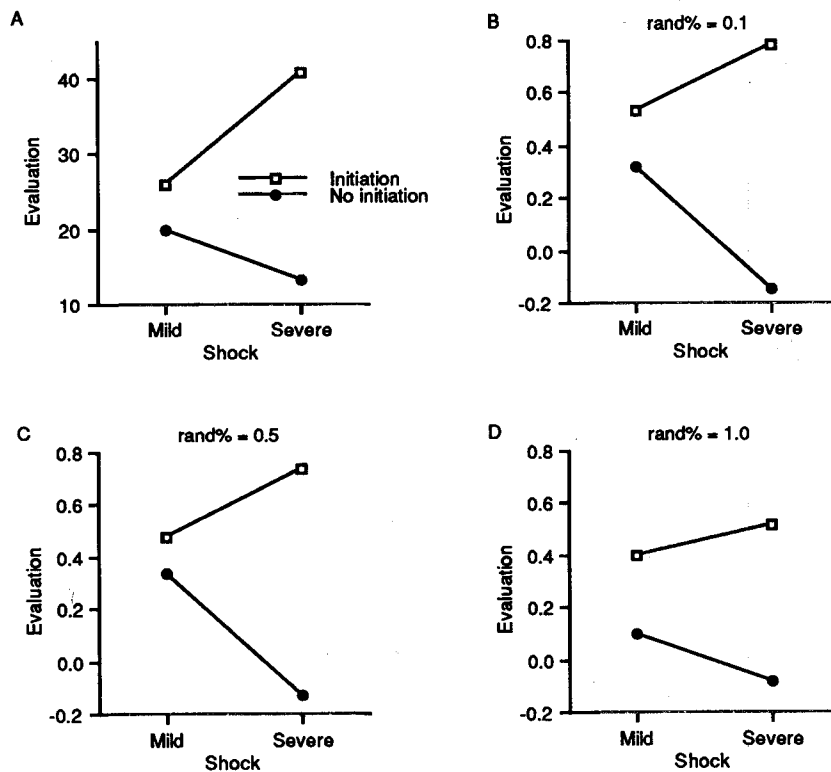 A
40
30
20
10
Evaluation
Initiation
No initiation
Mild Severe
Shock
B
rand% = 0.1
0.8
0.6
0.4
0.2
0.0
-0.2
Evaluation
Mild Severe
Shock
C
rand% = 0.5
0.8
0.6
0.4
0.2
0.0
-0.2
Evaluation
Mild Severe
Shock
D
rand% = 1.0
0.8
0.6
0.4
0.2
0.0
-0.2
Evaluation
Mild Severe
Shock